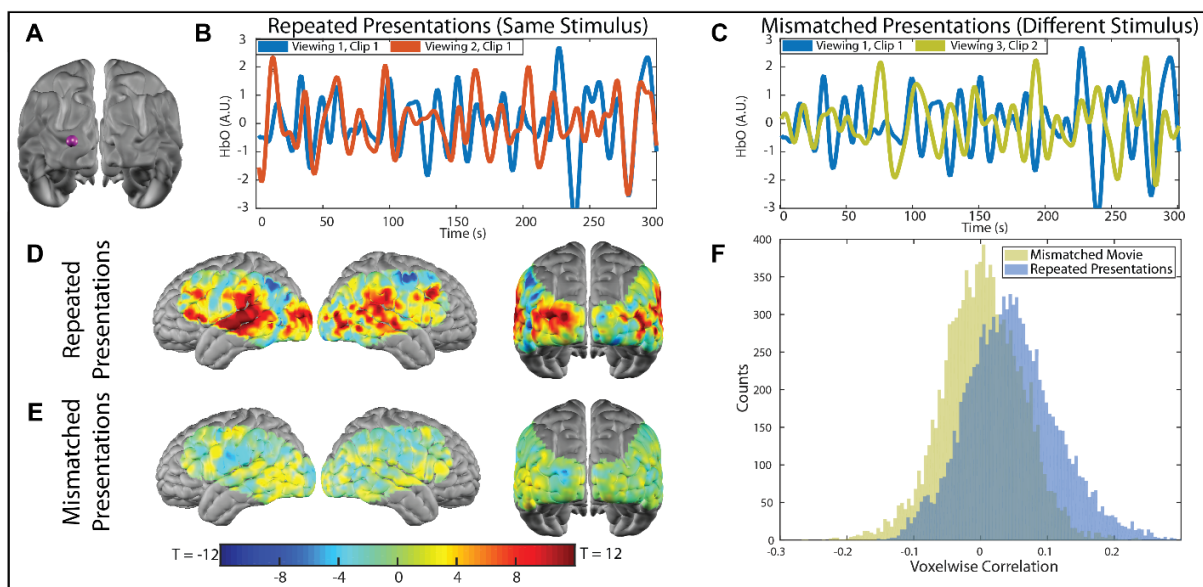 A
B
Repeated Presentations (Same Stimulus)
Viewing 1, Clip 1
Viewing 2, Clip 1
HbO (A.U.)
3
2
1
0
-1
-2
-3
0
50
100
150
200
250
300
Time (s)
C
Mismatched Presentations (Different Stimulus)
Viewing 1, Clip 1
Viewing 3, Clip 2
HbO (A.U.)
3
2
1
0
-1
-2
-3
0
50
100
150
200
250
300
Time (s)
D
Repeated
Presentations
E
Mismatched
Presentations
T = -12
T = 12
-8
-4
0
4
8
F
Mismatched Movie
Repeated Presentations
Counts
400
350
300
250
200
150
100
50
0
-0.3
-0.2
-0.1
0
0.1
0.2
Voxelwise Correlation